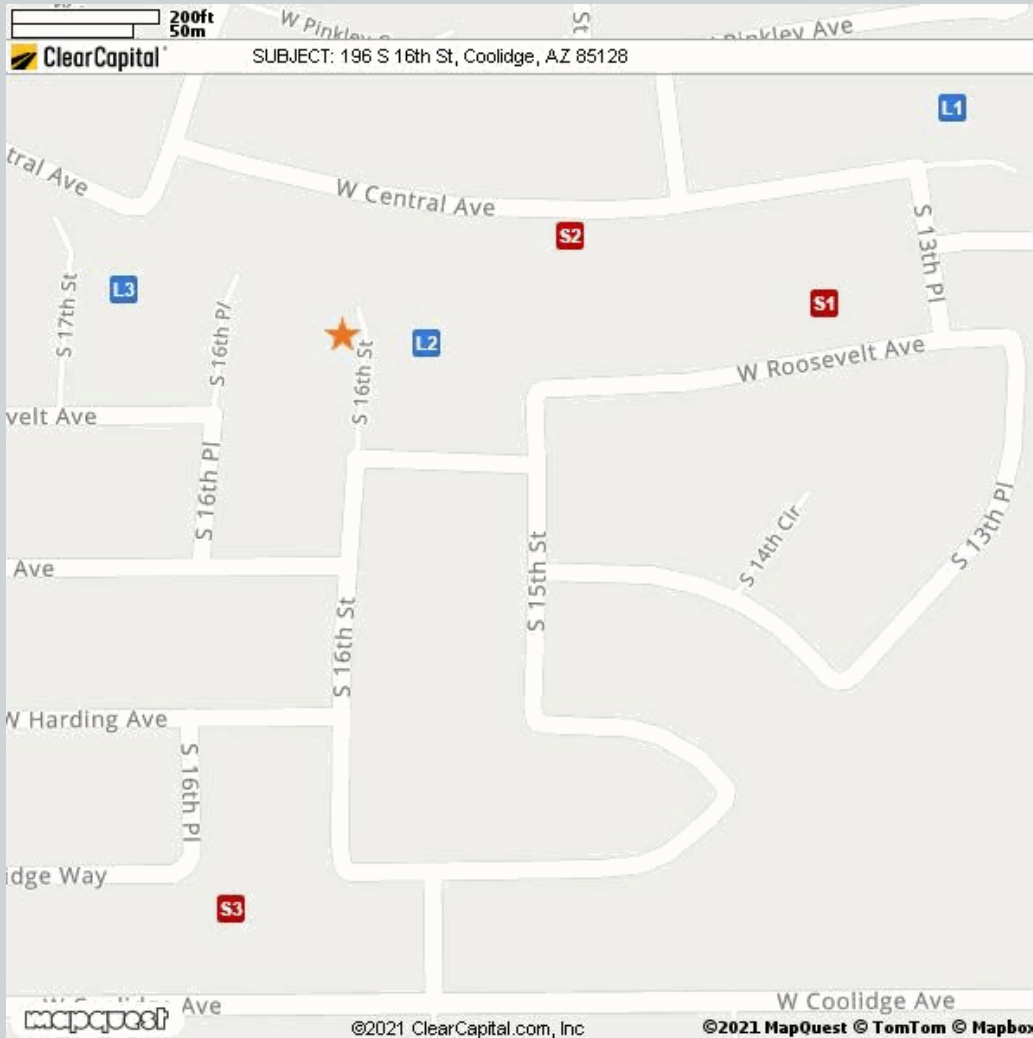 200ft
50m
W Pinkley
St
Pinkley Ave
ClearCapital
SUBJECT: 196 S 16th St, Coolidge, AZ 85128
L1
tral Ave
W Central Ave
S2
S 13th Pl
S 17th St
L3
S 16th Pl
S1
L2
S 16th St
W Roosevelt Ave
velt Ave
S 16th Pl
S 14th Cir
S 13th Pl
S 15th St
Ave
S 16th St
W Harding Ave
S 16th Pl
idge Way
S3
W Coolidge Ave
W Coolidge Ave
mapquest
©2021 ClearCapital.com, Inc
©2021 MapQuest © TomTom © Mapbox